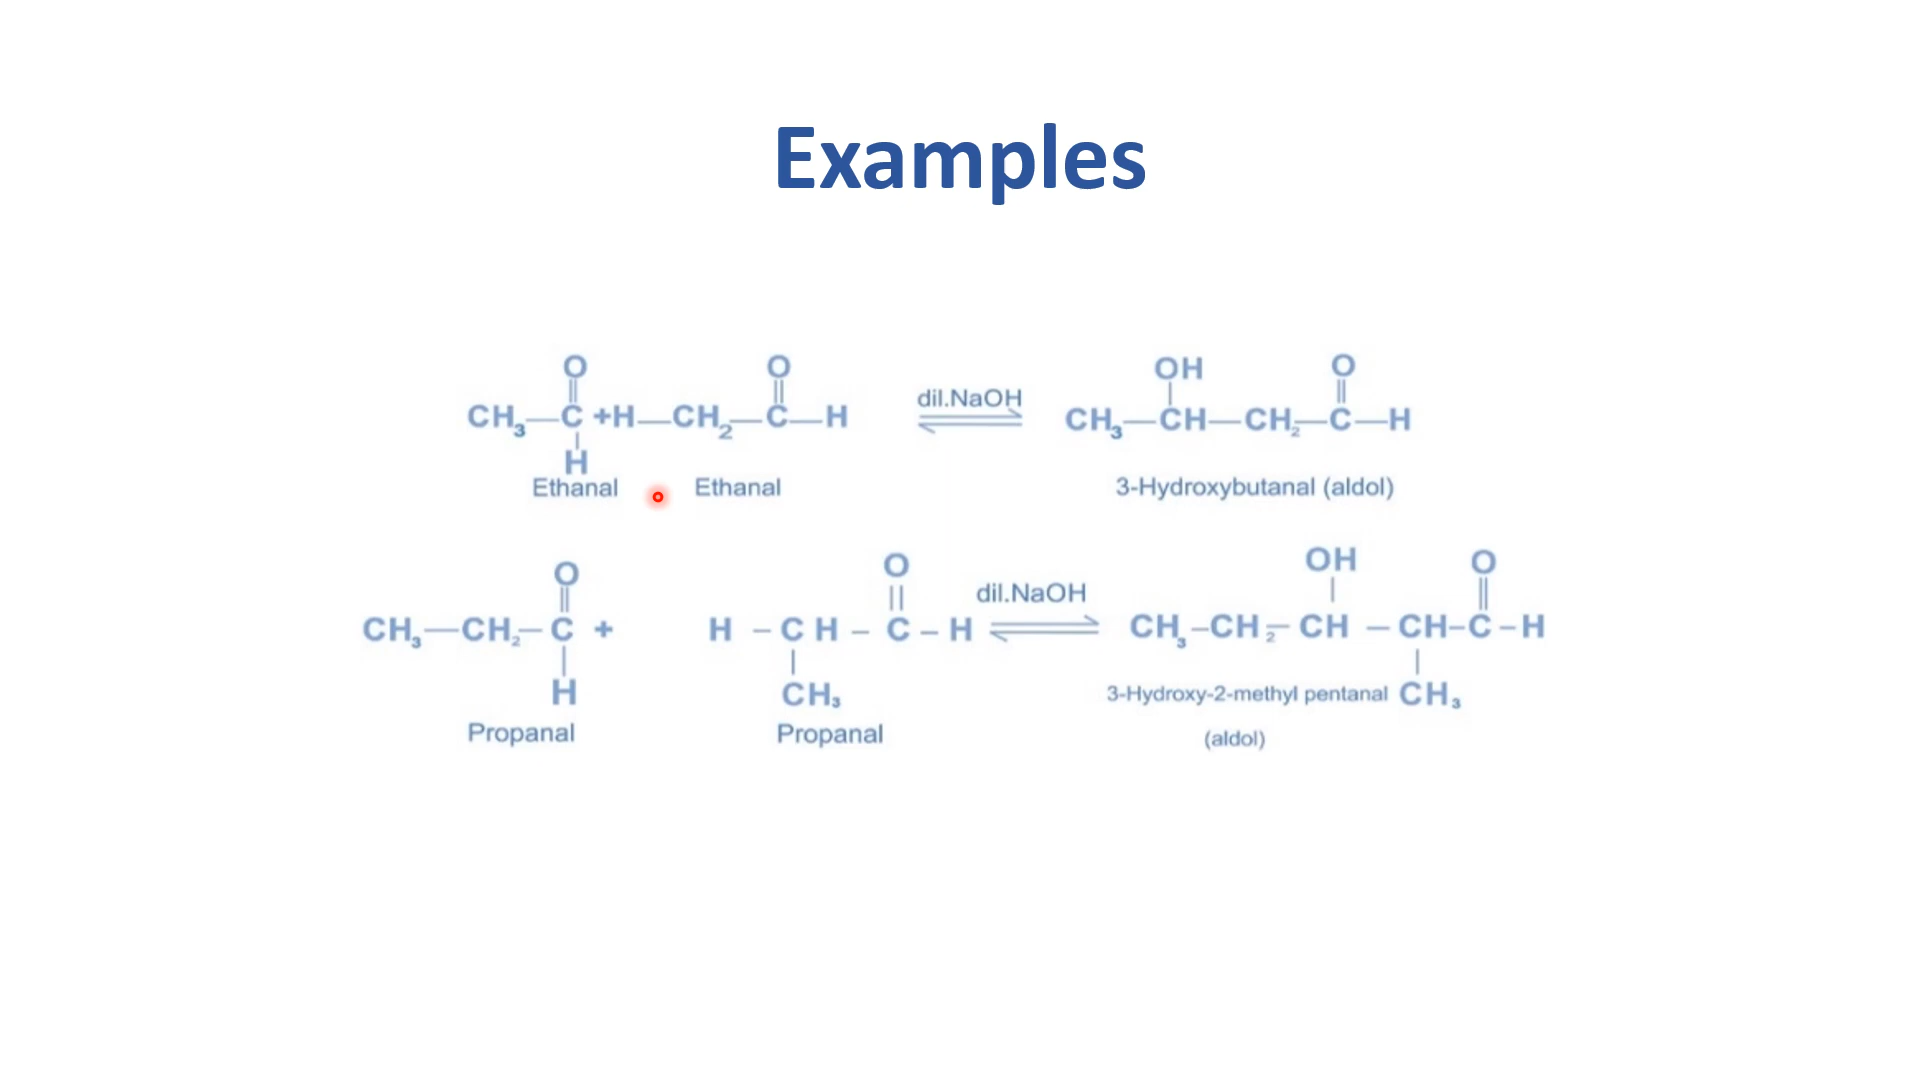 Examples
O O OH O
CH₃—C +H—CH₂—C—H dil.NaOH CH₃—CH—CH₂—C—H
H
Ethanal Ethanal 3-Hydroxybutanal (aldol)
O O OH O
CH₃—CH₂—C + H – C H – C – H dil.NaOH CH₃–CH₂–CH – CH–C–H
H CH₃ 3-Hydroxy-2-methyl pentanal CH₃
Propanal Propanal (aldol)